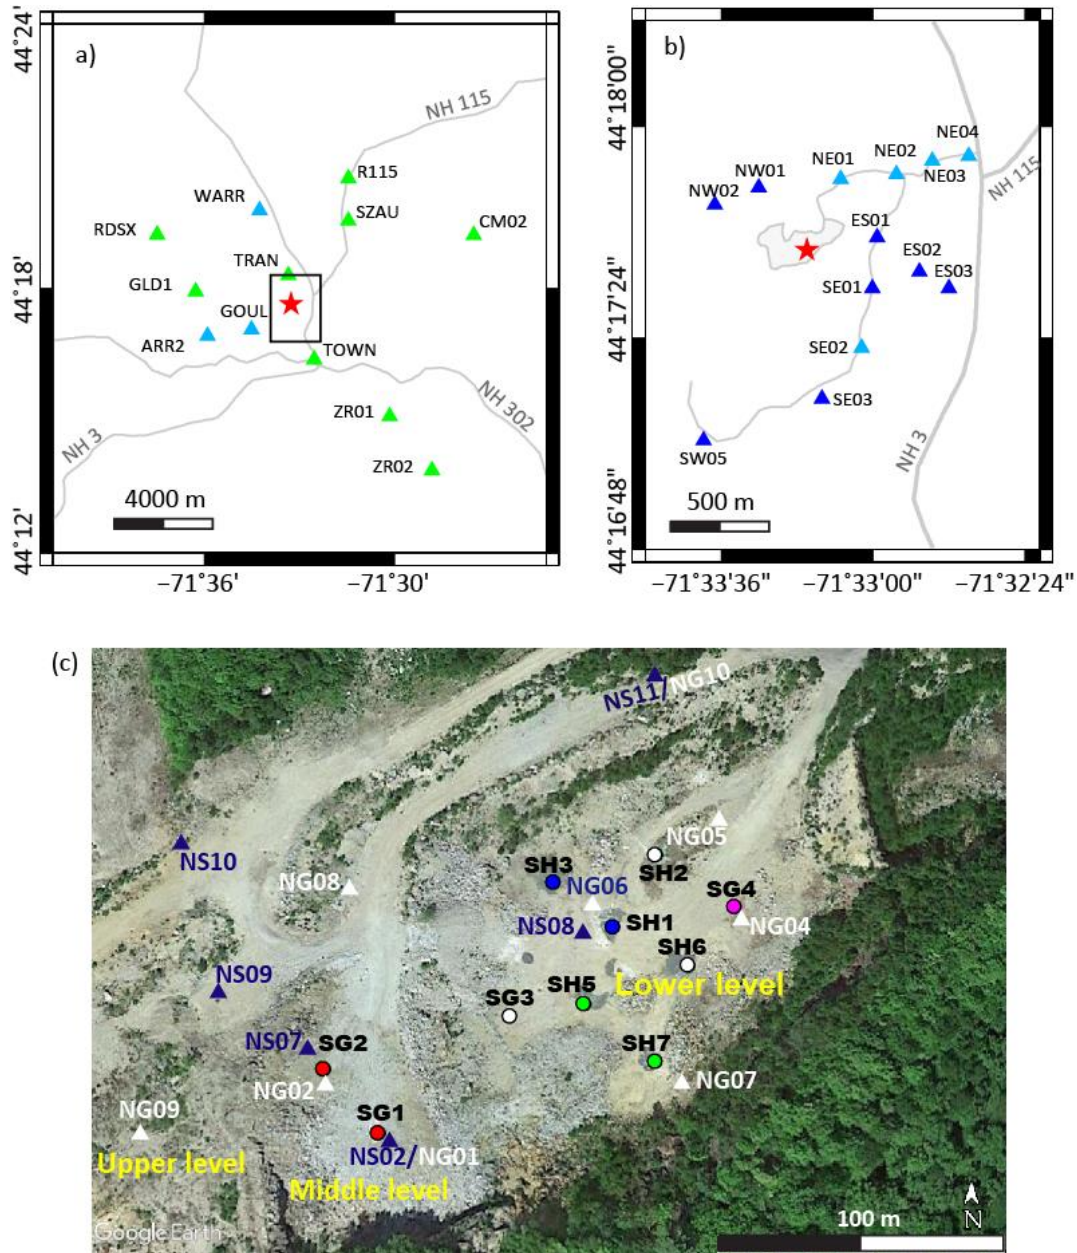 a)
44°24'
NH 115
R115
WARR
SZAU
RDSX
CM02
TRAN
44°18'
GLD1
GOUL
ARR2
TOWN
ZR01
NH 302
NH 3
ZR02
4000 m
44°12'
−71°36'
−71°30'
b)
44°18'00"
NE04
NE02
NW01
NE01
NE03
NH 115
NW02
ES01
ES02
ES03
SE01
44°17'24"
SE02
SE03
NH 3
SW05
500 m
44°16'48"
−71°33'36"
−71°33'00"
−71°32'24"
(c)
NS11/NG10
NG05
NS10
SH3
SH2
NG08
NG06
SG4
NS08
SH1
NG04
SH6
NS09
SH5
Lower level
SG3
NS07
SG2
SH7
NG02
NG07
NG09
SG1
NS02/NG01
Upper level
Middle level
100 m
N
Google Earth